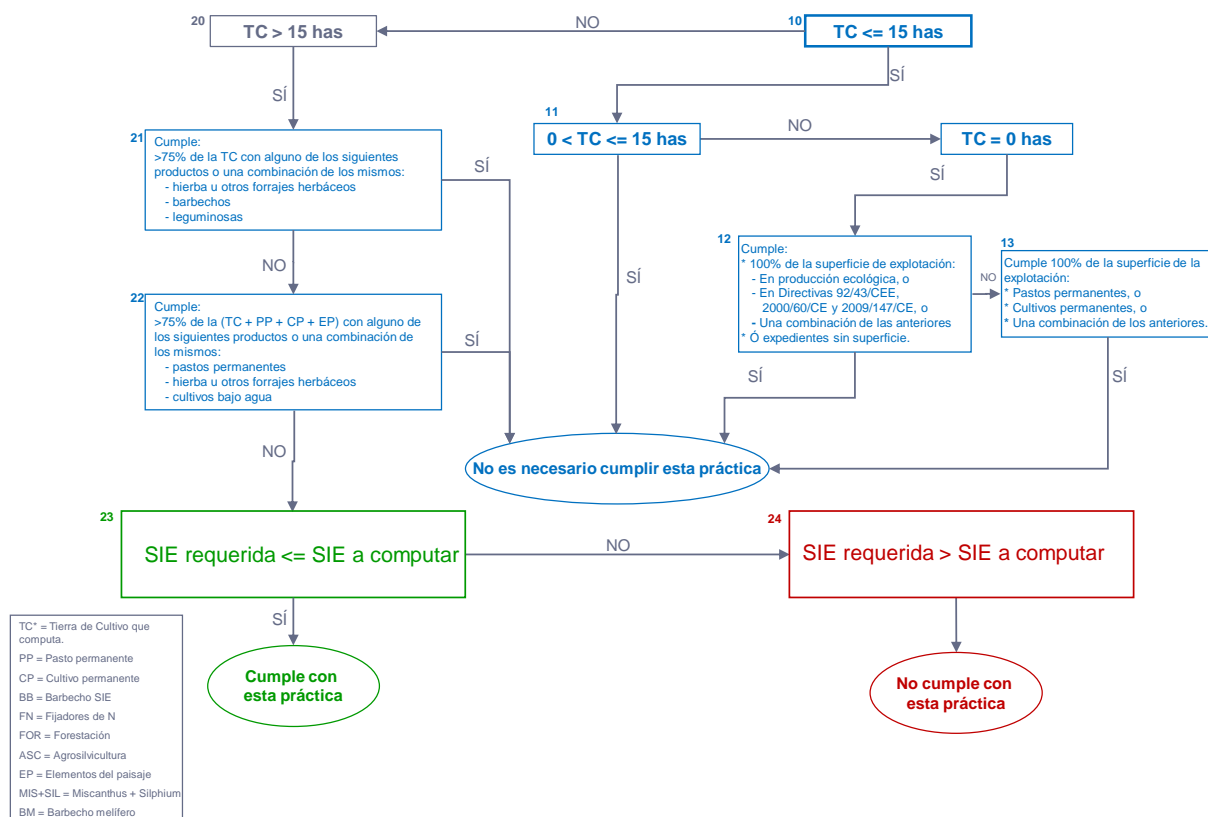 20
TC > 15 has
NO
10
TC <= 15 has
SÍ
SÍ
11
0 < TC <= 15 has
NO
TC = 0 has
21
Cumple:
>75% de la TC con alguno de los siguientes
productos o una combinación de los mismos:
- hierba u otros forrajes herbáceos
- barbechos
- leguminosas
SÍ
SÍ
NO
SÍ
12
Cumple:
* 100% de la superficie de explotación:
- En producción ecológica, o
- En Directivas 92/43/CEE,
2000/60/CE y 2009/147/CE, o
- Una combinación de las anteriores
* Ó expedientes sin superficie.
NO
13
Cumple 100% de la superficie de la
explotación:
* Pastos permanentes, o
* Cultivos permanentes, o
* Una combinación de los anteriores.
22
Cumple:
>75% de la (TC + PP + CP + EP) con alguno de
los siguientes productos o una combinación
de los mismos:
- pastos permanentes
- hierba u otros forrajes herbáceos
- cultivos bajo agua
SÍ
SÍ
SÍ
NO
No es necesario cumplir esta práctica
23
SIE requerida <= SIE a computar
NO
24
SIE requerida > SIE a computar
SÍ
SÍ
Cumple con
esta práctica
No cumple con
esta práctica
TC* = Tierra de Cultivo que
computa.
PP = Pasto permanente
CP = Cultivo permanente
BB = Barbecho SIE
FN = Fijadores de N
FOR = Forestación
ASC = Agrosilvicultura
EP = Elementos del paisaje
MIS+SIL = Miscanthus + Silphium
BM = Barbecho melífero